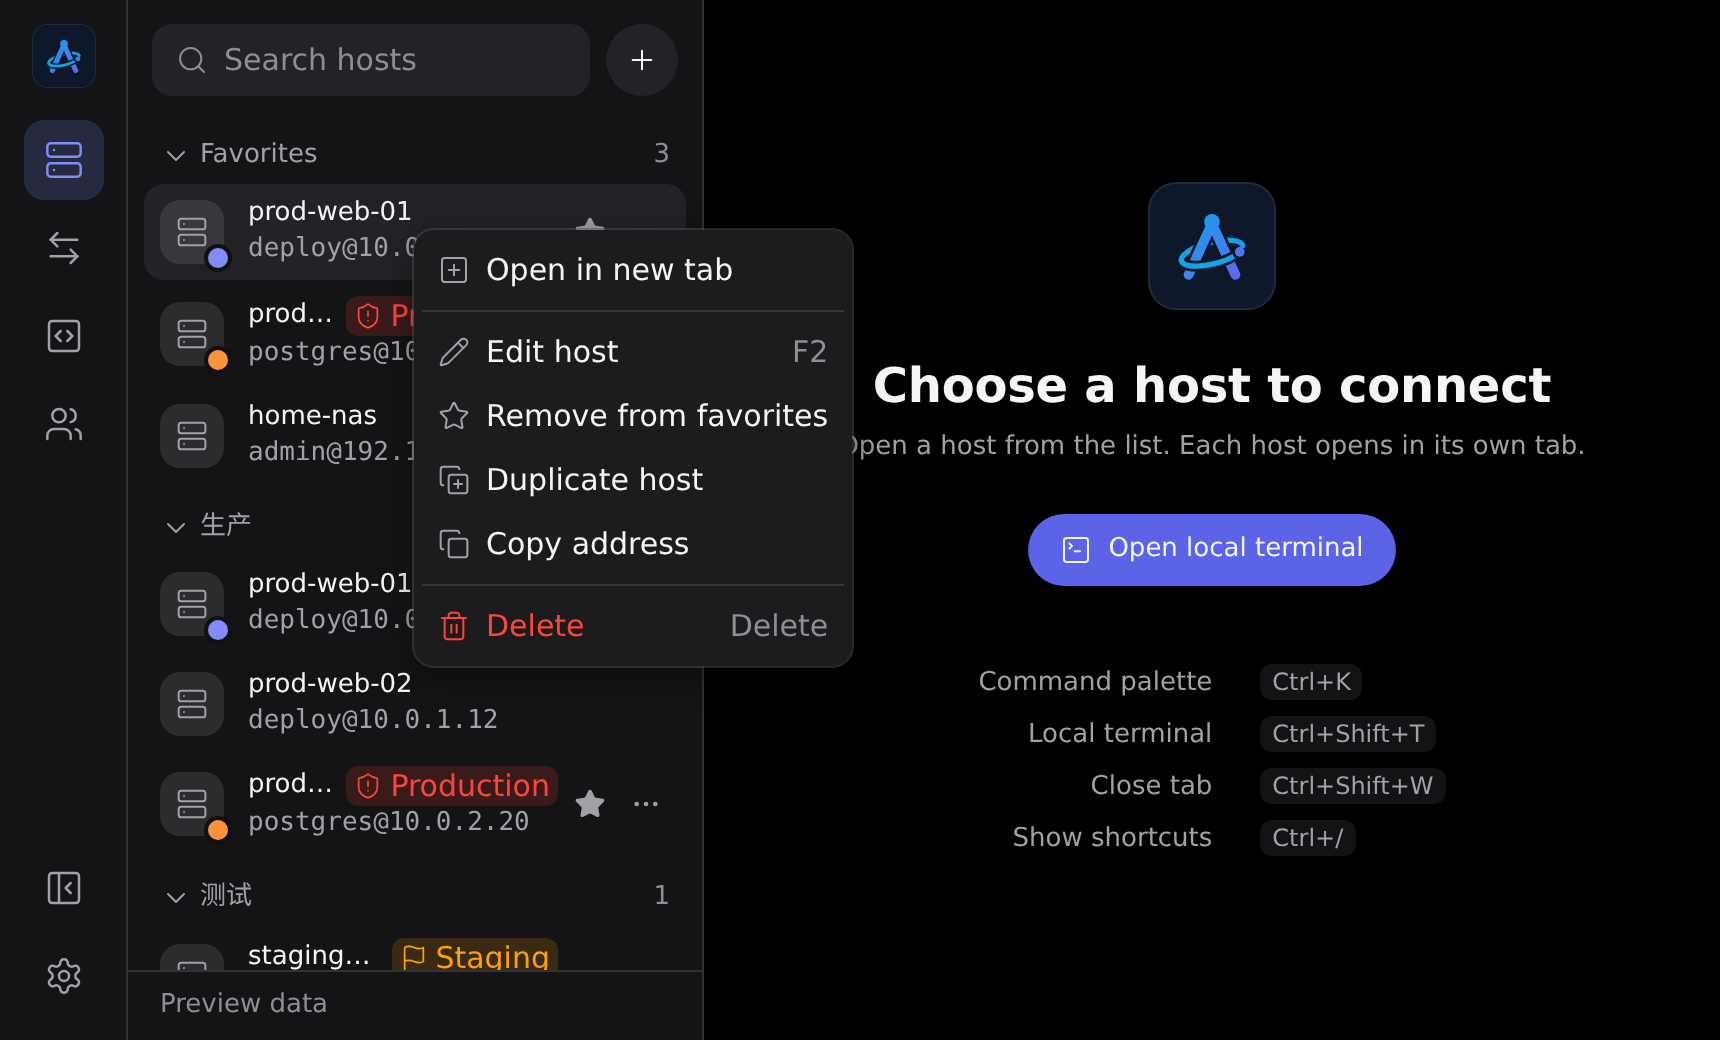 Search hosts
Favorites 3
prod-web-01
deploy@10.0
prod...
postgres@10
home-nas
admin@192.1
生产
prod-web-01
deploy@10.0
prod-web-02
deploy@10.0.1.12
prod... Production
postgres@10.0.2.20
测试 1
staging... Staging
Preview data
Open in new tab
Edit host F2
Remove from favorites
Duplicate host
Copy address
Delete Delete
Choose a host to connect
Open a host from the list. Each host opens in its own tab.
Open local terminal
Command palette Ctrl+K
Local terminal Ctrl+Shift+T
Close tab Ctrl+Shift+W
Show shortcuts Ctrl+/